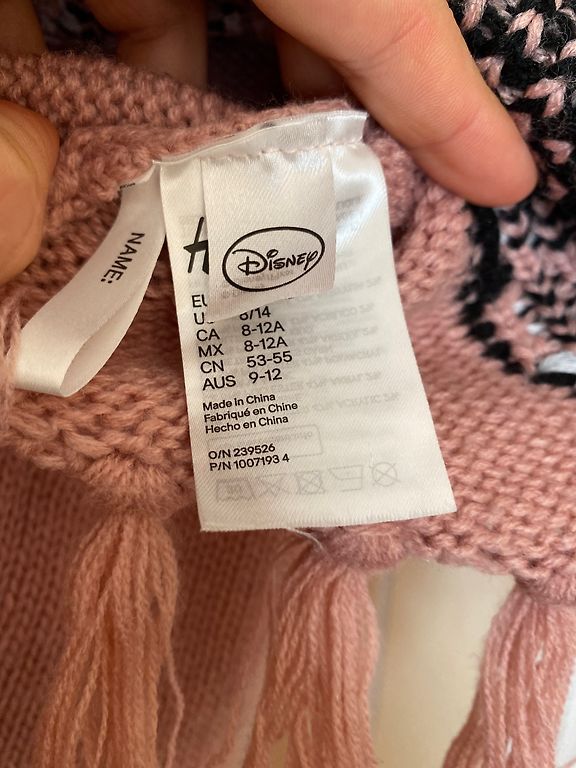 NAME:
H
Disney
EU
U 8/14
CA 8-12A
MX 8-12A
CN 53-55
AUS 9-12
Made in China
Fabriqué en Chine
Hecho en China
O/N 239526
P/N 1007193 4